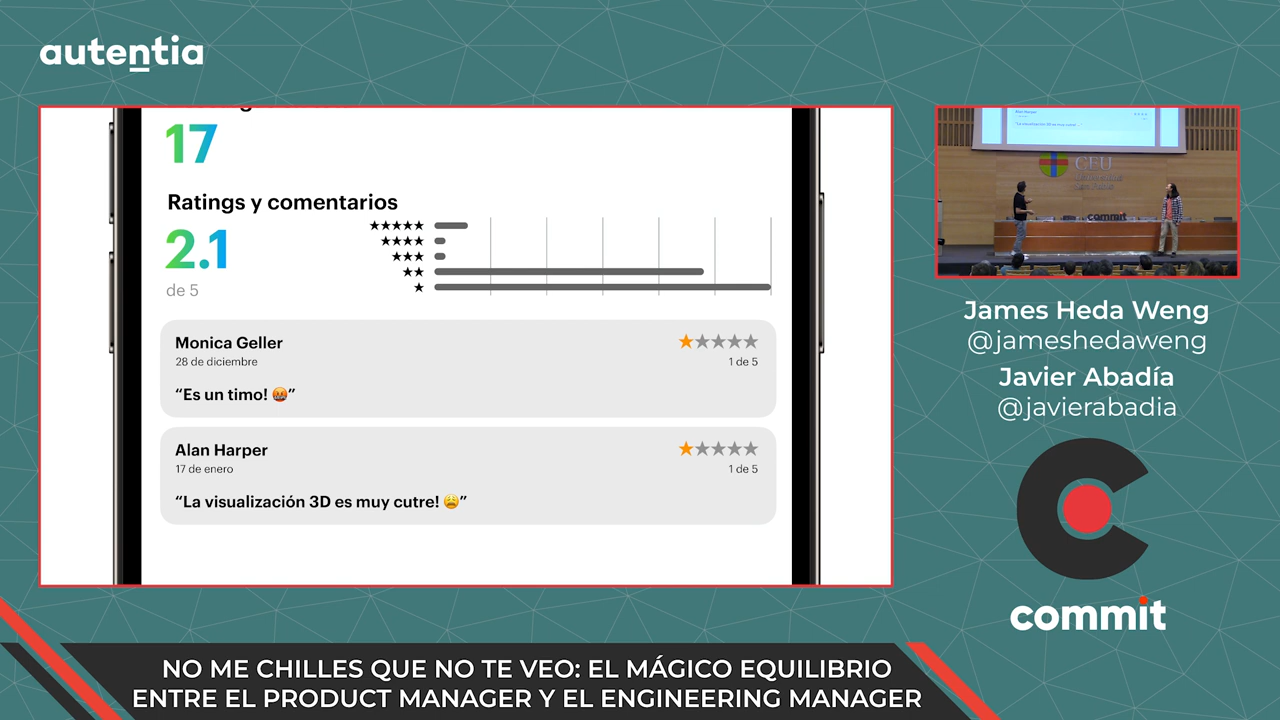 autentia
17
Ratings y comentarios
★★★★★
★★★★
★★★
★★
★
2.1
de 5
Monica Geller
28 de diciembre
1 de 5
“Es un timo! 🤬”
Alan Harper
17 de enero
1 de 5
“La visualización 3D es muy cutre! 😩”
CEU
commit
James Heda Weng
@jameshedaweng
Javier Abadía
@javierabadia
commit
NO ME CHILLES QUE NO TE VEO: EL MÁGICO EQUILIBRIO
ENTRE EL PRODUCT MANAGER Y EL ENGINEERING MANAGER